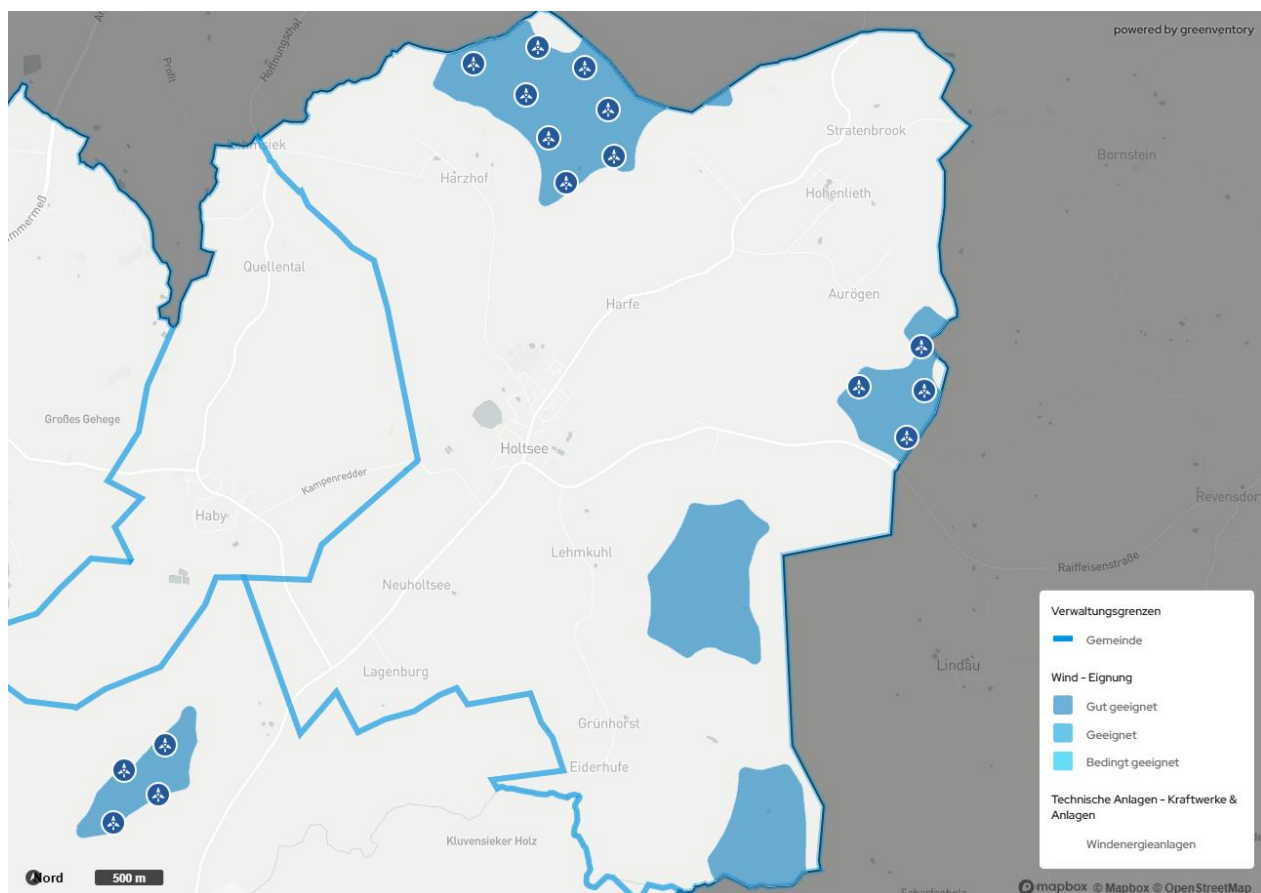 powered by greenventory
Profit
Hoffnungsthal
Lehmsiek
Stratenbrook
Bornstein
Harzhof
Hohenlieth
Quellental
Aurögen
Harfe
Großes Gehege
Holtsee
Kampenredder
Haby
Revensdorf
Lehmkuhl
Raiffeisenstraße
Neuholtsee
Verwaltungsgrenzen
Gemeinde
Lindau
Lagenburg
Wind - Eignung
Gut geeignet
Grünhorst
Geeignet
Eiderhufe
Bedingt geeignet
Technische Anlagen - Kraftwerke &
Anlagen
Kluvensieker Holz
Windenergieanlagen
Nord
500 m
mapbox © Mapbox © OpenStreetMap